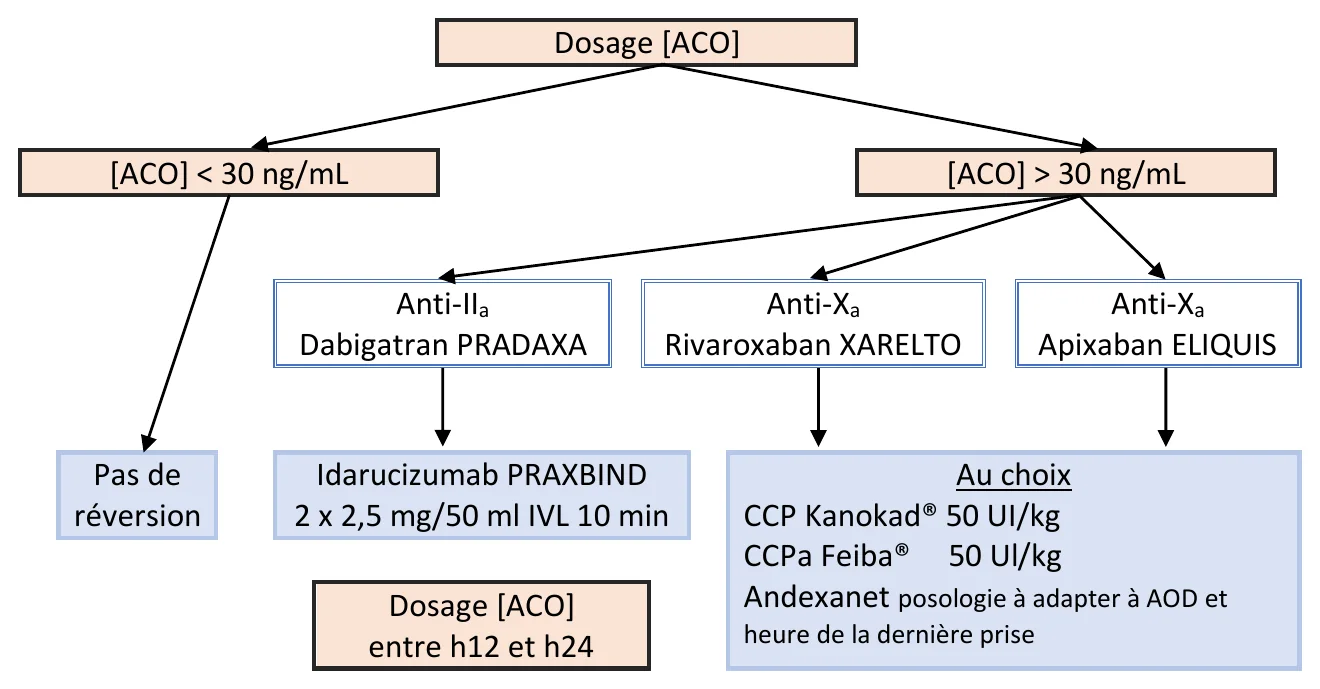 Dosage [ACO]
[ACO] < 30 ng/mL
[ACO] > 30 ng/mL
Anti-IIa
Dabigatran PRADAXA
Anti-Xa
Rivaroxaban XARELTO
Anti-Xa
Apixaban ELIQUIS
Pas de
réversion
Idarucizumab PRAXBIND
2 x 2,5 mg/50 ml IVL 10 min
Au choix
CCP Kanokad® 50 UI/kg
CCPa Feiba® 50 UI/kg
Andexanet posologie à adapter à AOD et
heure de la dernière prise
Dosage [ACO]
entre h12 et h24